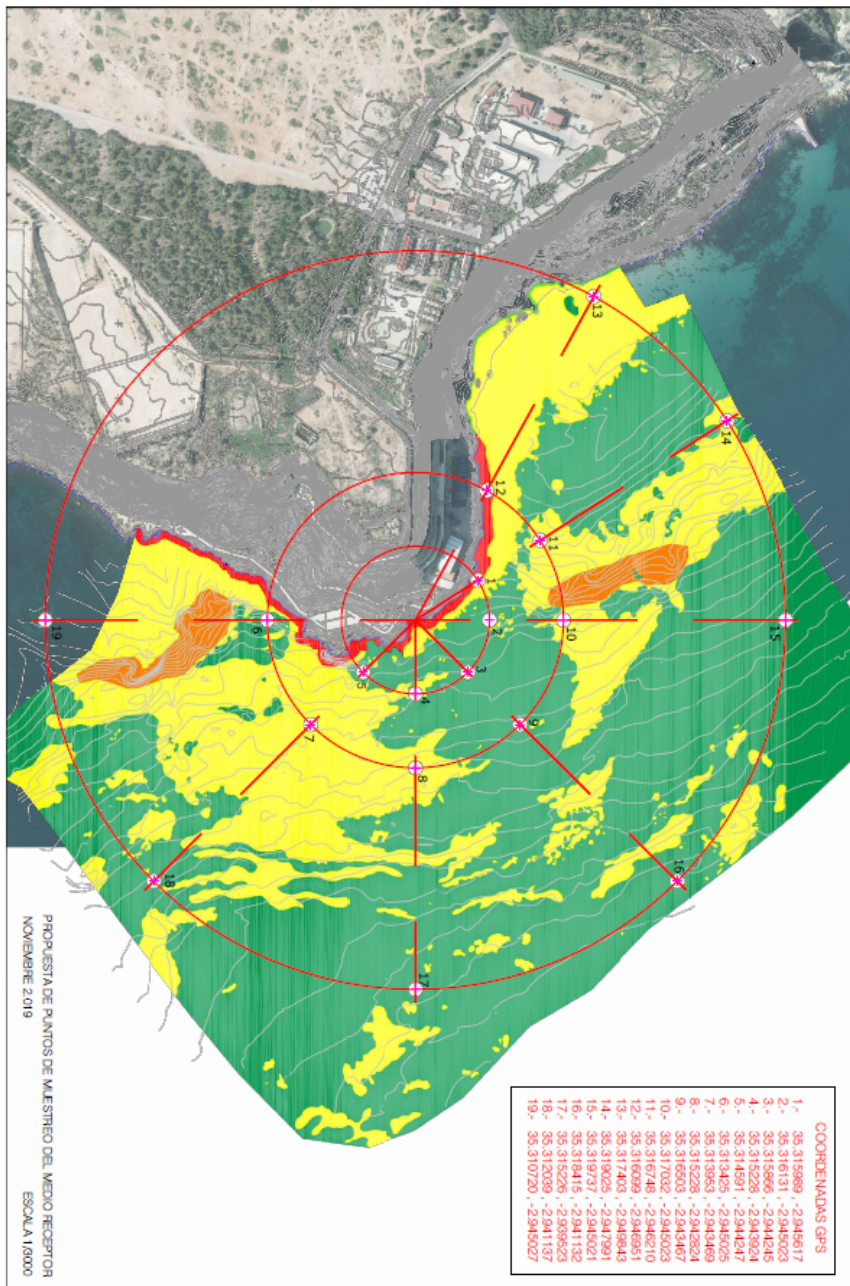 COORDENADAS GPS
1.- 35.315989 , -2.945617
2.- 35.316131 , -2.945023
3.- 35.315866 , -2.944245
4.- 35.315228 , -2.943924
5.- 35.314591 , -2.944247
6.- 35.313425 , -2.945025
7.- 35.313953 , -2.943469
8.- 35.315228 , -2.942824
9.- 35.316503 , -2.943467
10.- 35.317032 , -2.945023
11.- 35.316748 , -2.946210
12.- 35.316099 , -2.946951
13.- 35.317403 , -2.949843
14.- 35.319025 , -2.947991
15.- 35.319737 , -2.945021
16.- 35.318415 , -2.941132
17.- 35.315226 , -2.939523
18.- 35.312039 , -2.941137
19.- 35.310720 , -2.945027
13
14
12
11
1
2
10
15
19
6
5
3
4
7
9
8
18
16
17
PROPUESTA DE PUNTOS DE MUESTREO DEL MEDIO RECEPTOR
NOVIEMBRE 2.019
ESCALA 1/3000